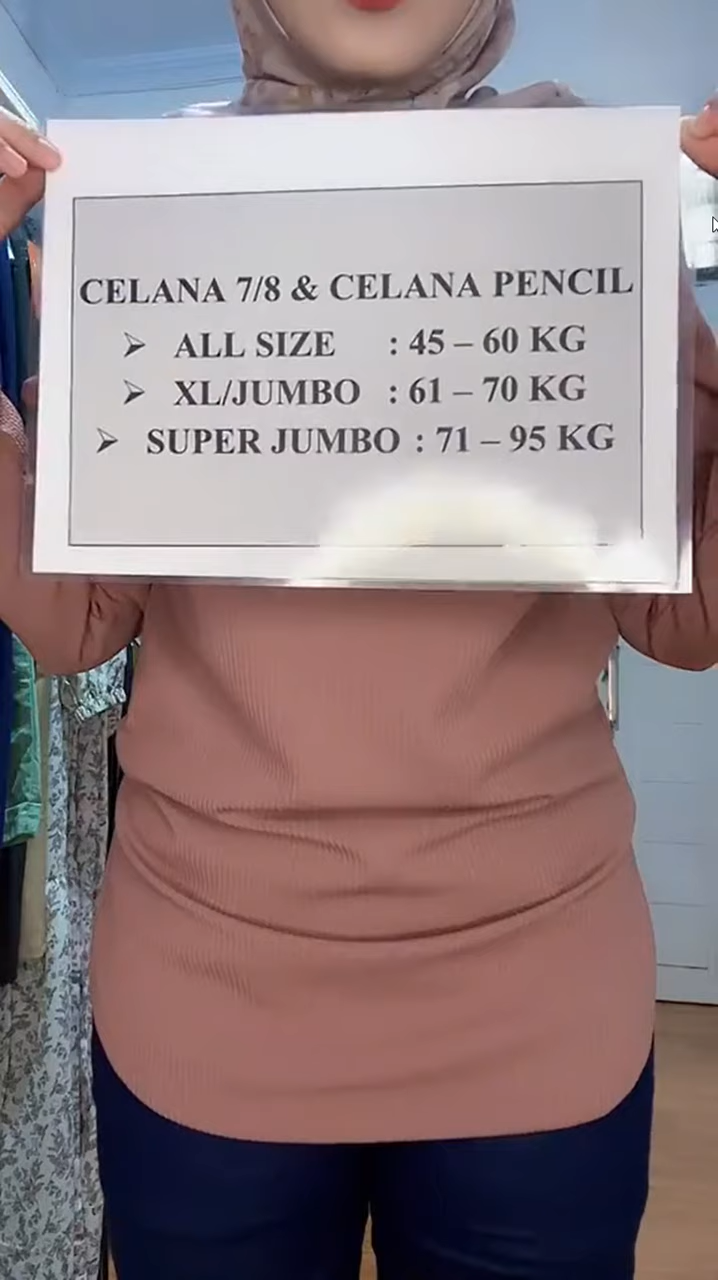 CELANA 7/8 & CELANA PENCIL
➢ ALL SIZE : 45 – 60 KG
➢ XL/JUMBO : 61 – 70 KG
➢ SUPER JUMBO : 71 – 95 KG